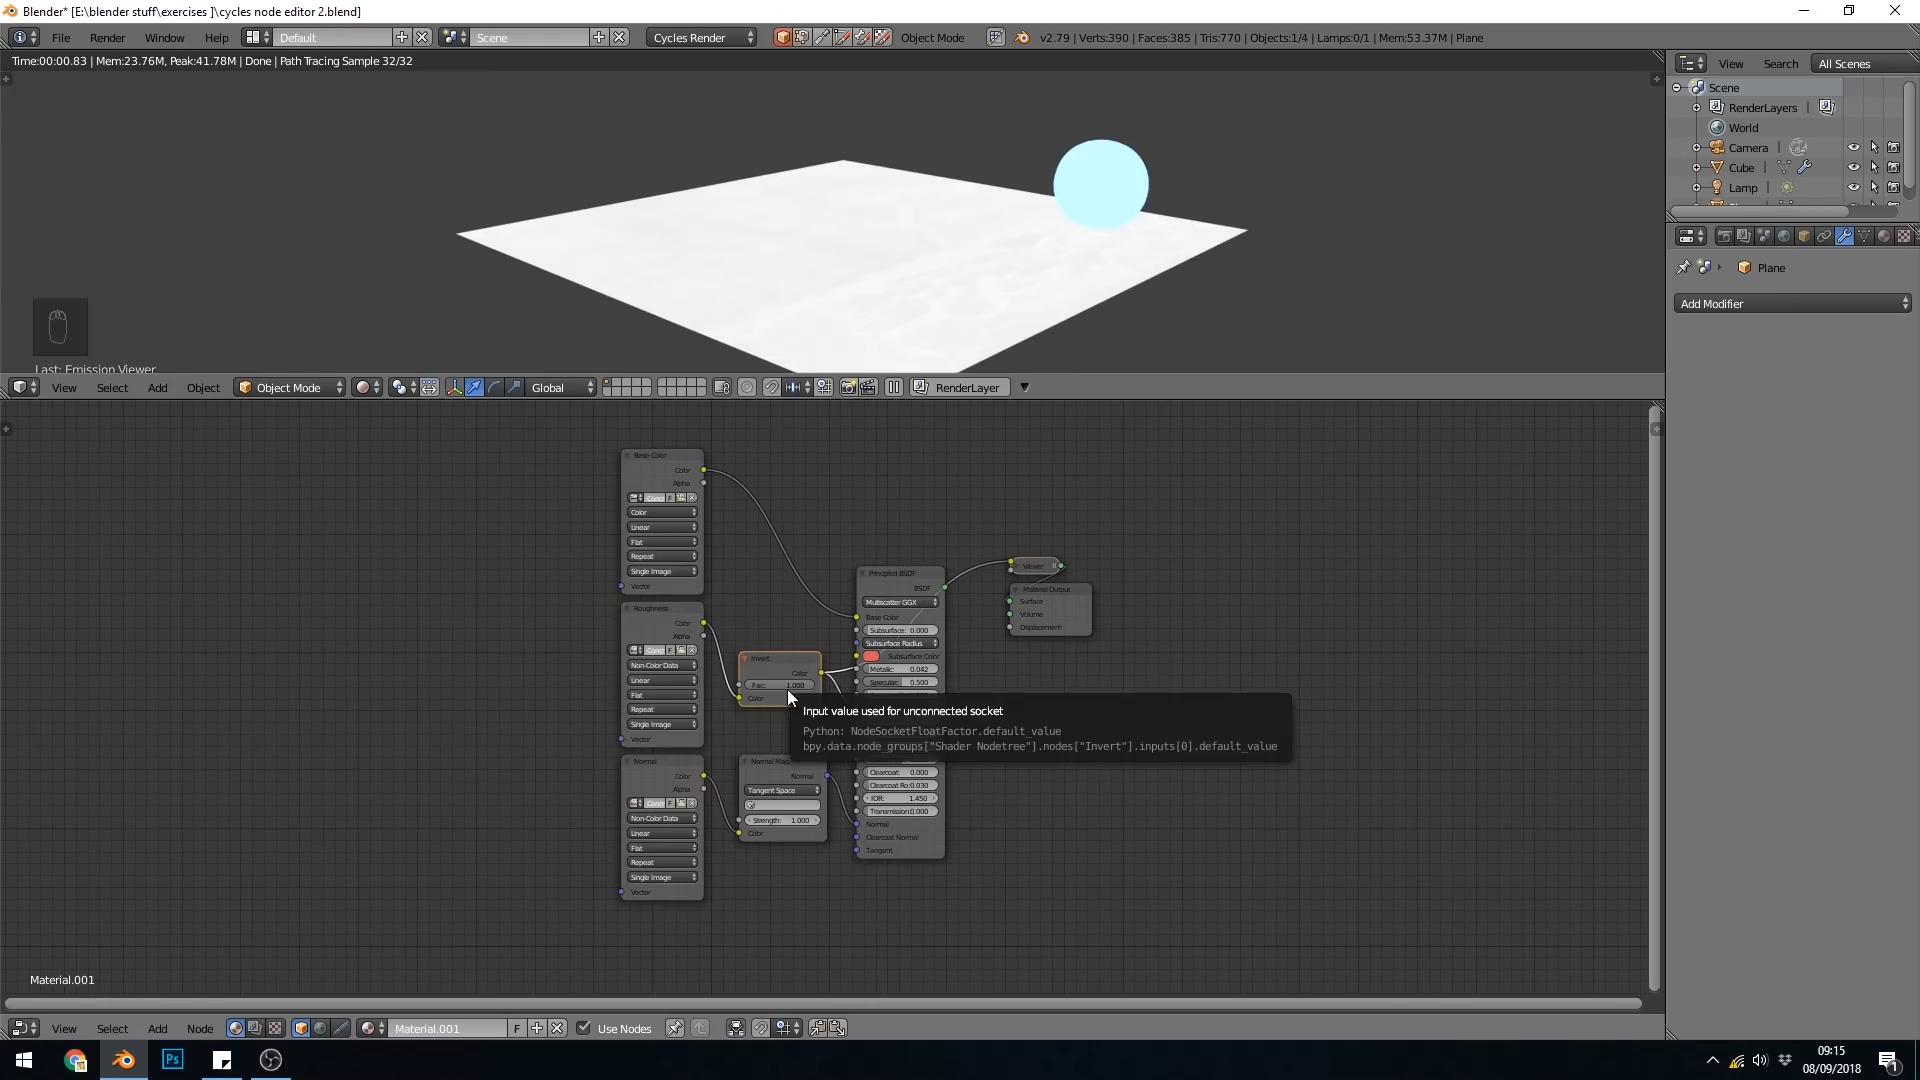 Blender* [E:\blender stuff\exercises ]\cycles node editor 2.blend]
File Render Window Help Default Scene Cycles Render Object Mode v2.79 | Verts:390 | Faces:385 | Tris:770 | Objects:1/4 | Lamps:0/1 | Mem:53.37M | Plane
Time:00:00.83 | Mem:23.76M, Peak:41.78M | Done | Path Tracing Sample 32/32
View Search All Scenes
Scene
RenderLayers |
World
Camera |
Cube |
Lamp |
Plane
Add Modifier
Last: Emission Viewer
View Select Add Object Object Mode Global RenderLayer
Base Color
Color
Alpha
F
Color
Linear
Flat
Repeat
Single Image
Vector
Roughness
Color
Alpha
F
Non-Color Data
Linear
Flat
Repeat
Single Image
Vector
Normal
Color
Alpha
F
Non-Color Data
Linear
Flat
Repeat
Single Image
Vector
Invert
Color
Fac: 1.000
Color
Normal Map
Normal
Tangent Space
Strength: 1.000
Color
Principled BSDF
BSDF
Multiscatter GGX
Base Color
Subsurface: 0.000
Subsurface Radius
Subsurface Color
Metallic: 0.042
Specular: 0.500
Clearcoat: 0.000
Clearcoat Ro:0.030
IOR: 1.450
Transmission:0.000
Normal
Clearcoat Normal
Tangent
Viewer
Material Output
Surface
Volume
Displacement
Input value used for unconnected socket
Python: NodeSocketFloatFactor.default_value
bpy.data.node_groups["Shader Nodetree"].nodes["Invert"].inputs[0].default_value
Material.001
View Select Add Node Material.001 F Use Nodes
Ps
09:15
08/09/2018
1